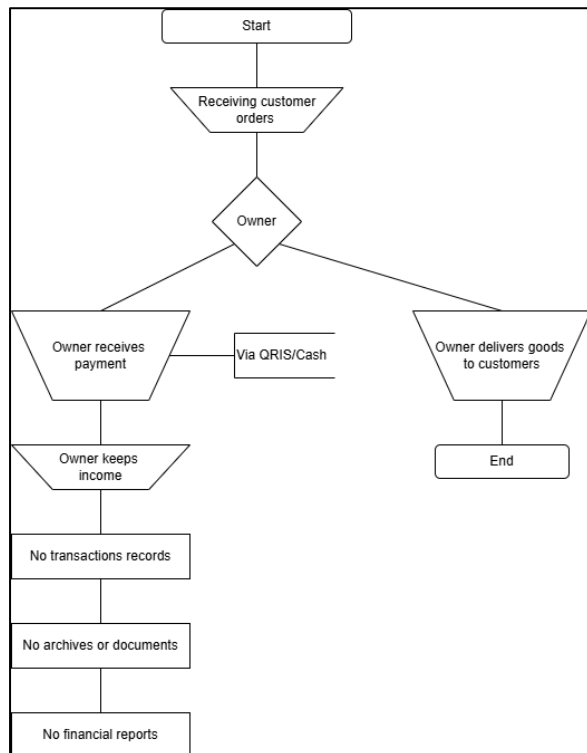 Start
Receiving customer
orders
Owner
Owner receives
payment
Via QRIS/Cash
Owner delivers goods
to customers
Owner keeps
income
End
No transactions records
No archives or documents
No financial reports